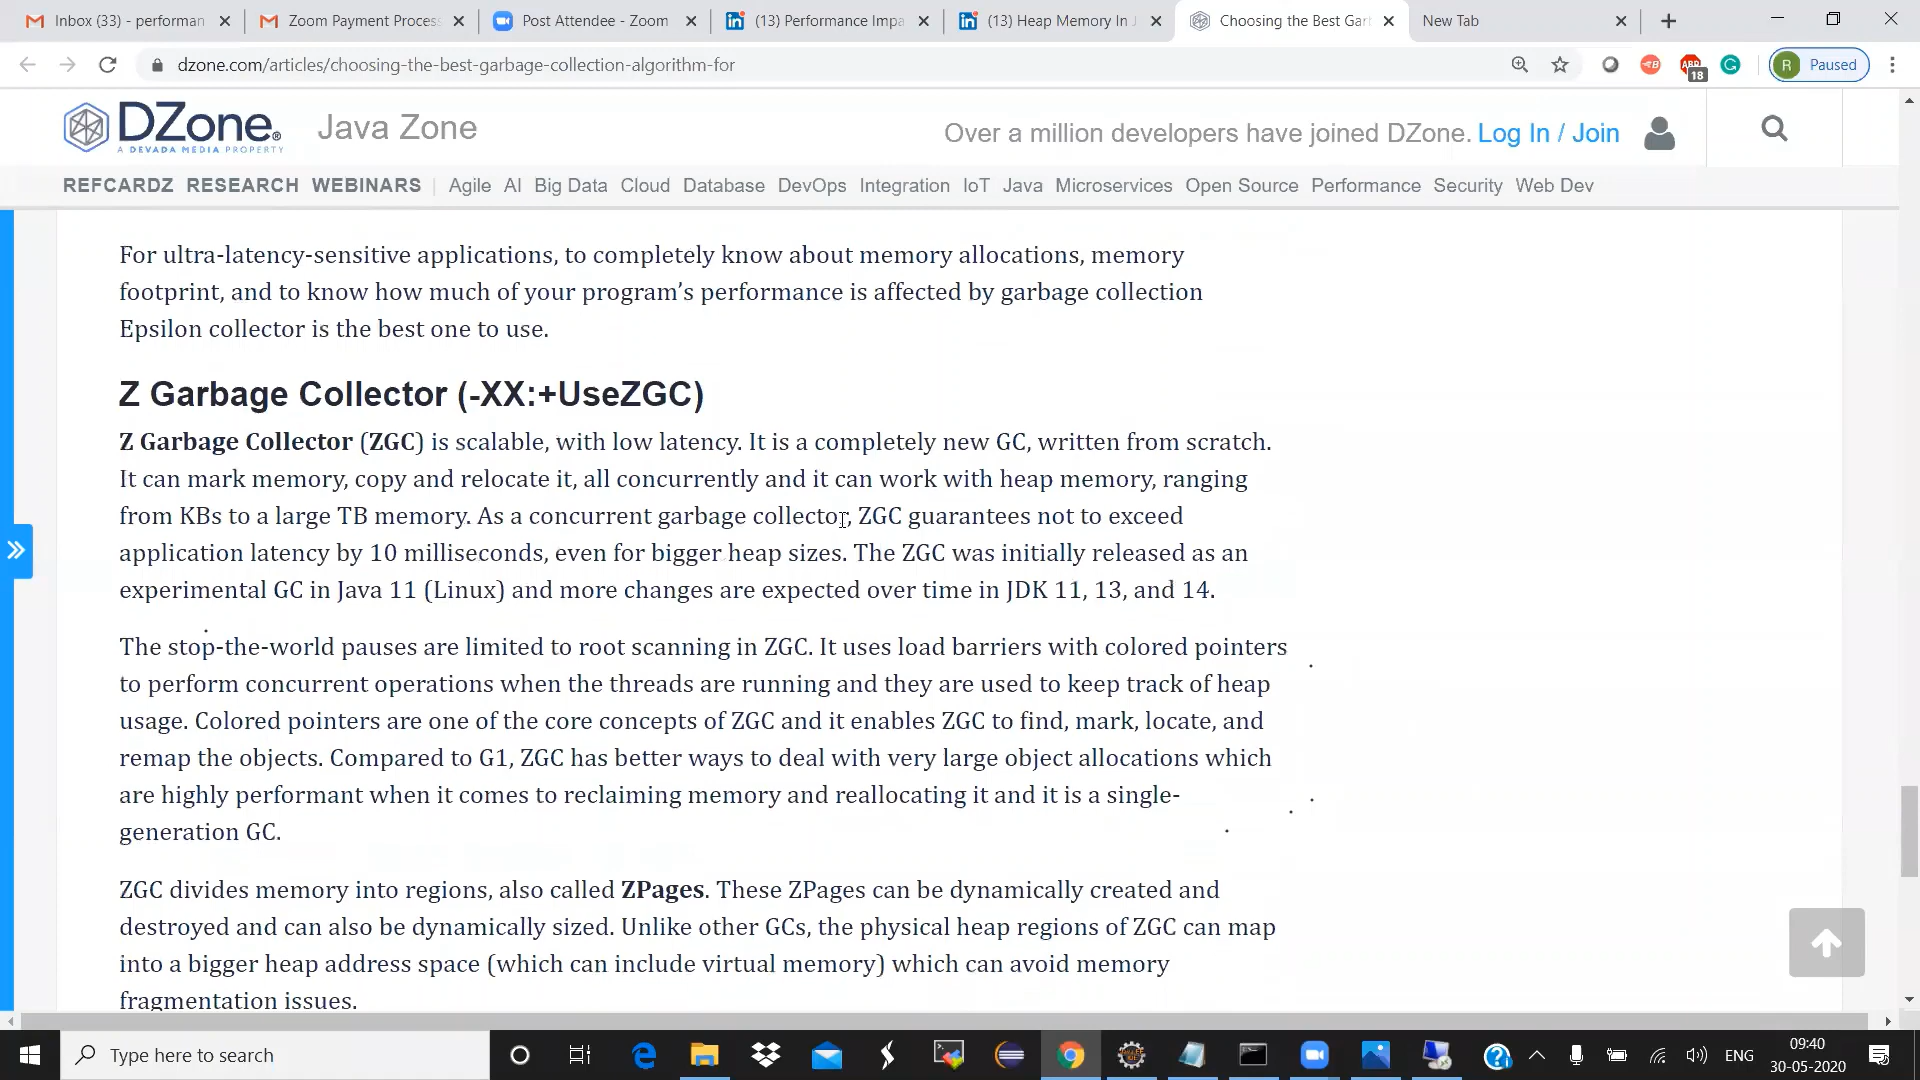 Inbox (33) - performan
Zoom Payment Proces
Post Attendee - Zoom
(13) Performance Impa
(13) Heap Memory In J
Choosing the Best Gar
New Tab
dzone.com/articles/choosing-the-best-garbage-collection-algorithm-for
ABP
18
R Paused
DZone.
A DEVADA MEDIA PROPERTY
Java Zone
Over a million developers have joined DZone. Log In / Join
REFCARDZ RESEARCH WEBINARS | Agile AI Big Data Cloud Database DevOps Integration IoT Java Microservices Open Source Performance Security Web Dev
For ultra-latency-sensitive applications, to completely know about memory allocations, memory
footprint, and to know how much of your program’s performance is affected by garbage collection
Epsilon collector is the best one to use.
Z Garbage Collector (-XX:+UseZGC)
Z Garbage Collector (ZGC) is scalable, with low latency. It is a completely new GC, written from scratch.
It can mark memory, copy and relocate it, all concurrently and it can work with heap memory, ranging
from KBs to a large TB memory. As a concurrent garbage collector, ZGC guarantees not to exceed
application latency by 10 milliseconds, even for bigger heap sizes. The ZGC was initially released as an
experimental GC in Java 11 (Linux) and more changes are expected over time in JDK 11, 13, and 14.
The stop-the-world pauses are limited to root scanning in ZGC. It uses load barriers with colored pointers
to perform concurrent operations when the threads are running and they are used to keep track of heap
usage. Colored pointers are one of the core concepts of ZGC and it enables ZGC to find, mark, locate, and
remap the objects. Compared to G1, ZGC has better ways to deal with very large object allocations which
are highly performant when it comes to reclaiming memory and reallocating it and it is a single-
generation GC.
ZGC divides memory into regions, also called ZPages. These ZPages can be dynamically created and
destroyed and can also be dynamically sized. Unlike other GCs, the physical heap regions of ZGC can map
into a bigger heap address space (which can include virtual memory) which can avoid memory
fragmentation issues.
Type here to search
ENG
09:40
30-05-2020